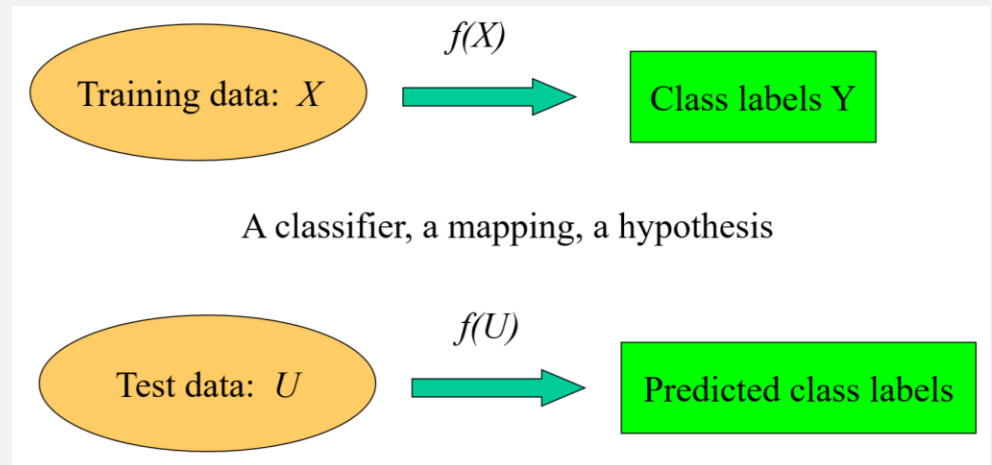 f(X)
Training data: X
Class labels Y
A classifier, a mapping, a hypothesis
f(U)
Test data: U
Predicted class labels